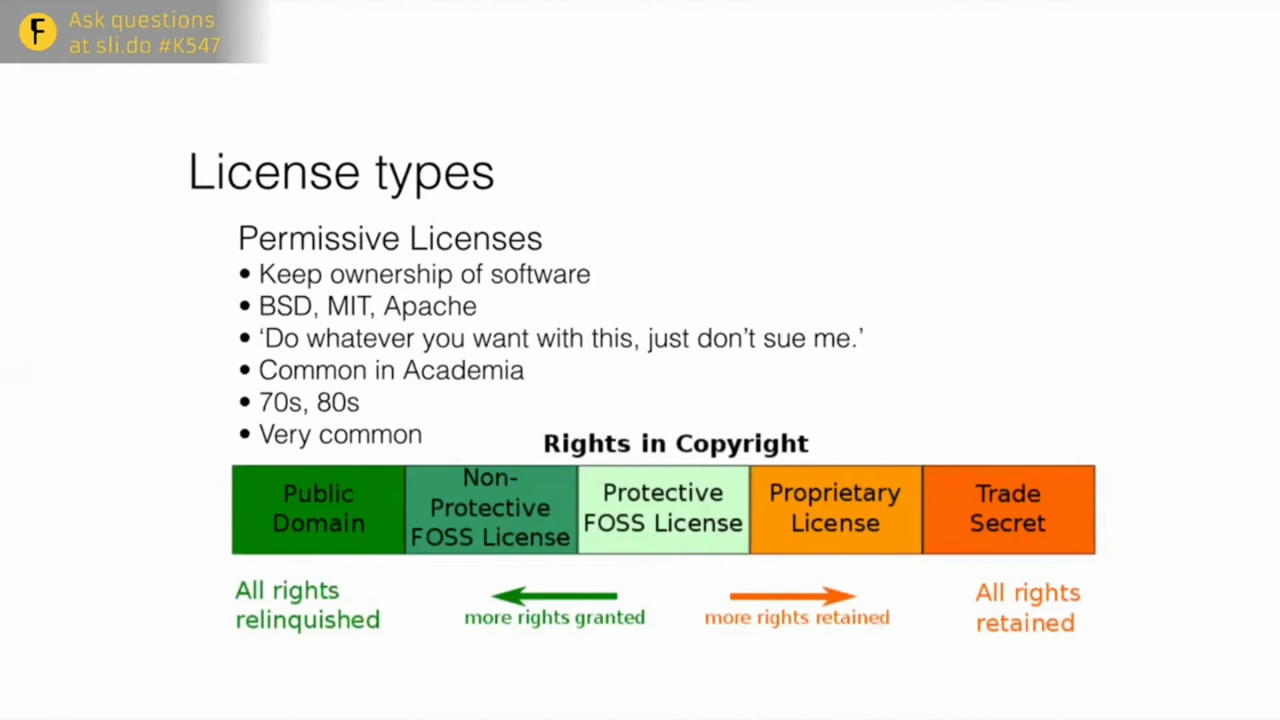 F
Ask questions
at sli.do #K547
License types
Permissive Licenses
• Keep ownership of software
• BSD, MIT, Apache
• ‘Do whatever you want with this, just don’t sue me.’
• Common in Academia
• 70s, 80s
• Very common
Rights in Copyright
Public
Domain
Non-
Protective
FOSS License
Protective
FOSS License
Proprietary
License
Trade
Secret
All rights
relinquished
more rights granted
more rights retained
All rights
retained